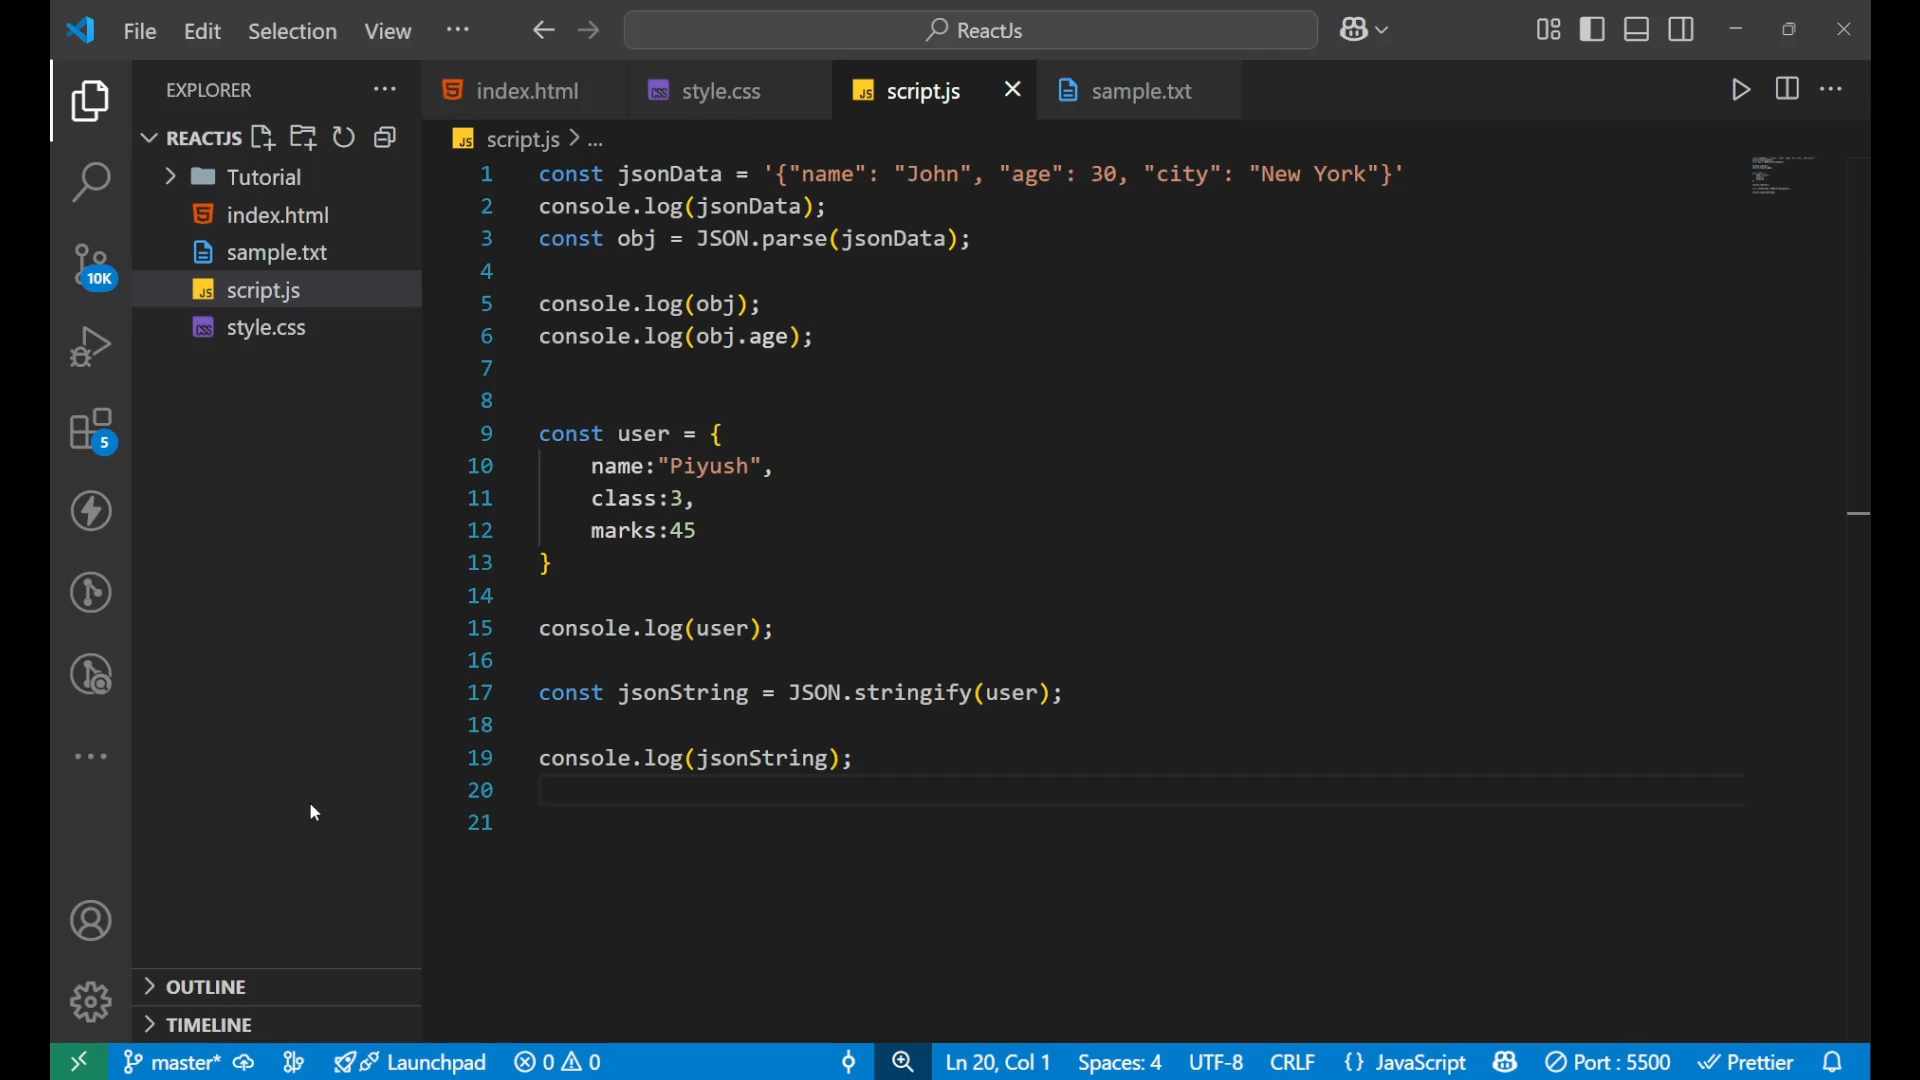 File Edit Selection View ··· ReactJs
EXPLORER ···
REACTJS
Tutorial
index.html
sample.txt
script.js
style.css
10K
5
OUTLINE
TIMELINE
index.html style.css script.js sample.txt
script.js > ...
1 const jsonData = '{"name": "John", "age": 30, "city": "New York"}'
2 console.log(jsonData);
3 const obj = JSON.parse(jsonData);
4
5 console.log(obj);
6 console.log(obj.age);
7
8
9 const user = {
10 name:"Piyush",
11 class:3,
12 marks:45
13 }
14
15 console.log(user);
16
17 const jsonString = JSON.stringify(user);
18
19 console.log(jsonString);
20
21
master* Launchpad 0 0 Ln 20, Col 1 Spaces: 4 UTF-8 CRLF {} JavaScript Port : 5500 Prettier